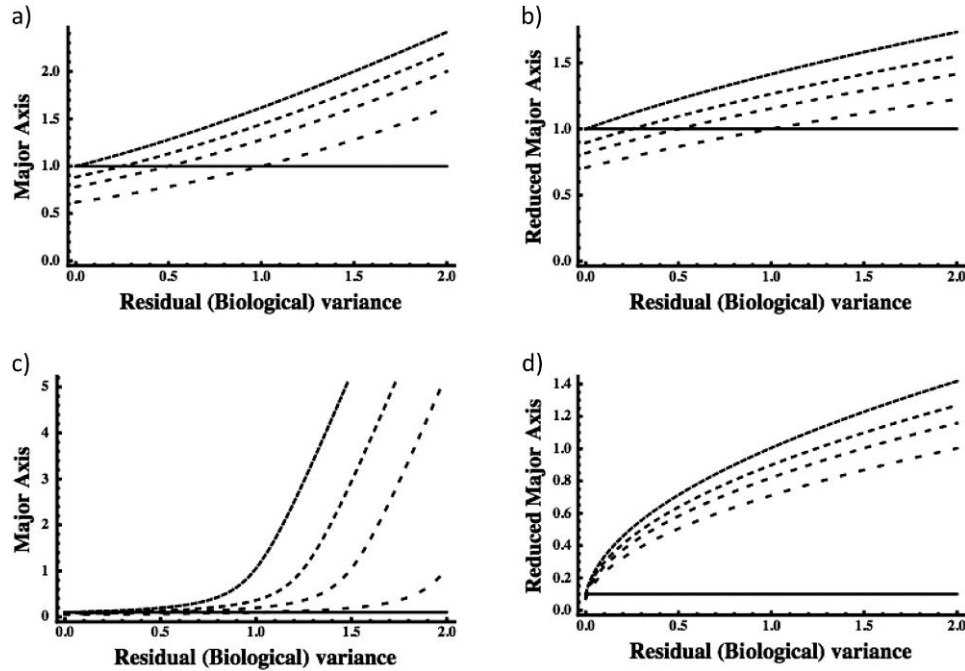 a)
Major Axis
2.0
1.5
1.0
0.5
0.0
0.0 0.5 1.0 1.5 2.0
Residual (Biological) variance
b)
Reduced Major Axis
1.5
1.0
0.5
0.0
0.0 0.5 1.0 1.5 2.0
Residual (Biological) variance
c)
Major Axis
5
4
3
2
1
0
0.0 0.5 1.0 1.5 2.0
Residual (Biological) variance
d)
Reduced Major Axis
1.4
1.2
1.0
0.8
0.6
0.4
0.2
0.0
0.0 0.5 1.0 1.5 2.0
Residual (Biological) variance